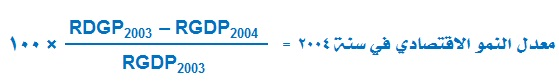 معدل النمو الاقتصادي في سنة ٢٠٠٤ = RDGP2003 – RGDP2004
RGDP2003
× ١٠٠